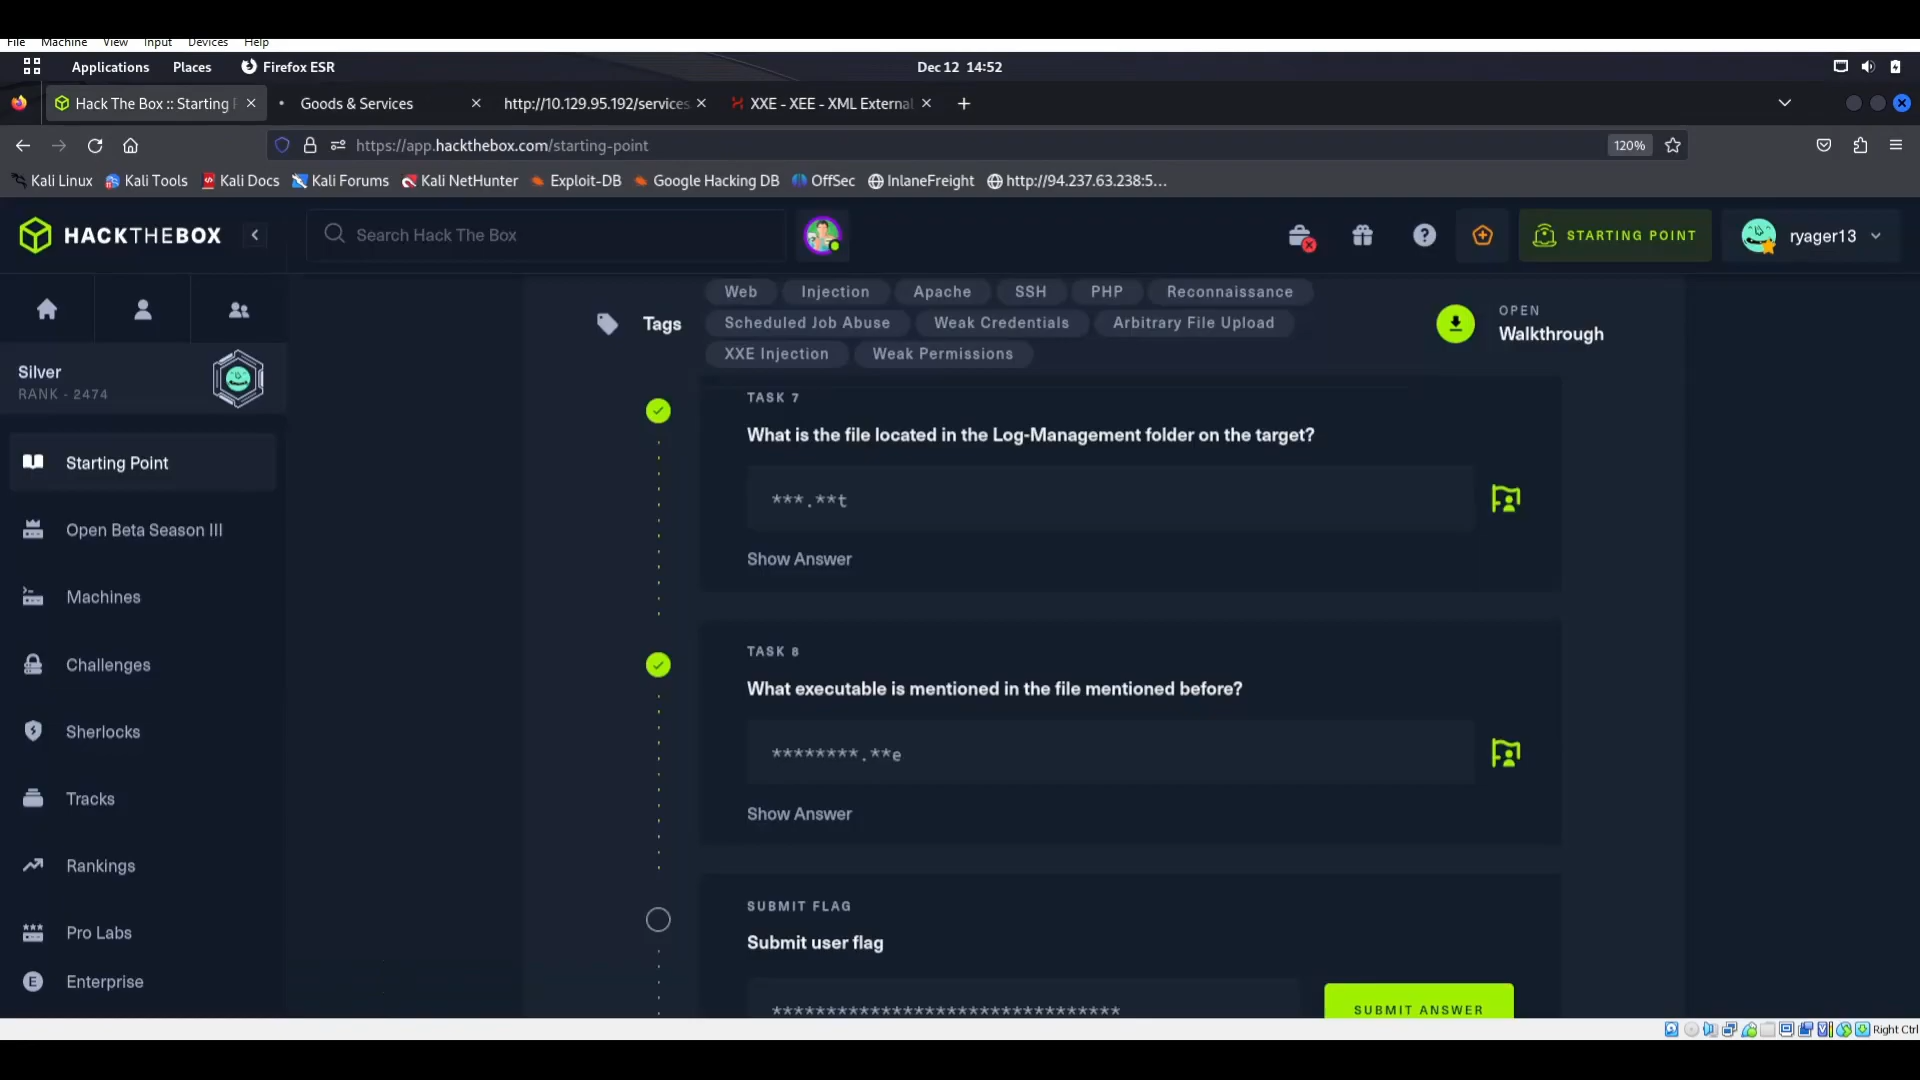 File Machine View Input Devices Help
Applications Places Firefox ESR Dec 12 14:52
Hack The Box :: Starting Goods & Services http://10.129.95.192/services XXE - XEE - XML External
https://app.hackthebox.com/starting-point 120%
Kali Linux Kali Tools Kali Docs Kali Forums Kali NetHunter Exploit-DB Google Hacking DB OffSec InlaneFreight http://94.237.63.238:5...
HACKTHEBOX Search Hack The Box STARTING POINT ryager13
Silver
RANK - 2474
Starting Point
Open Beta Season III
Machines
Challenges
Sherlocks
Tracks
Rankings
Pro Labs
E Enterprise
Tags
Web Injection Apache SSH PHP Reconnaissance
Scheduled Job Abuse Weak Credentials Arbitrary File Upload
XXE Injection Weak Permissions
OPEN
Walkthrough
TASK 7
What is the file located in the Log-Management folder on the target?
***.**t
Show Answer
TASK 8
What executable is mentioned in the file mentioned before?
********.**e
Show Answer
SUBMIT FLAG
Submit user flag
********************************
SUBMIT ANSWER
Right Ctrl